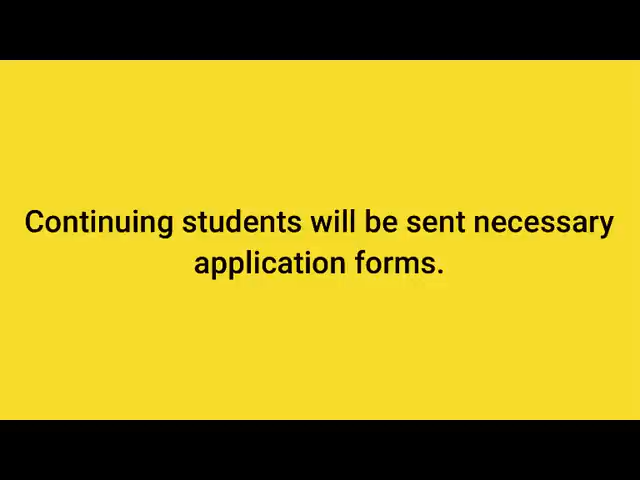 Continuing students will be sent necessary
application forms.